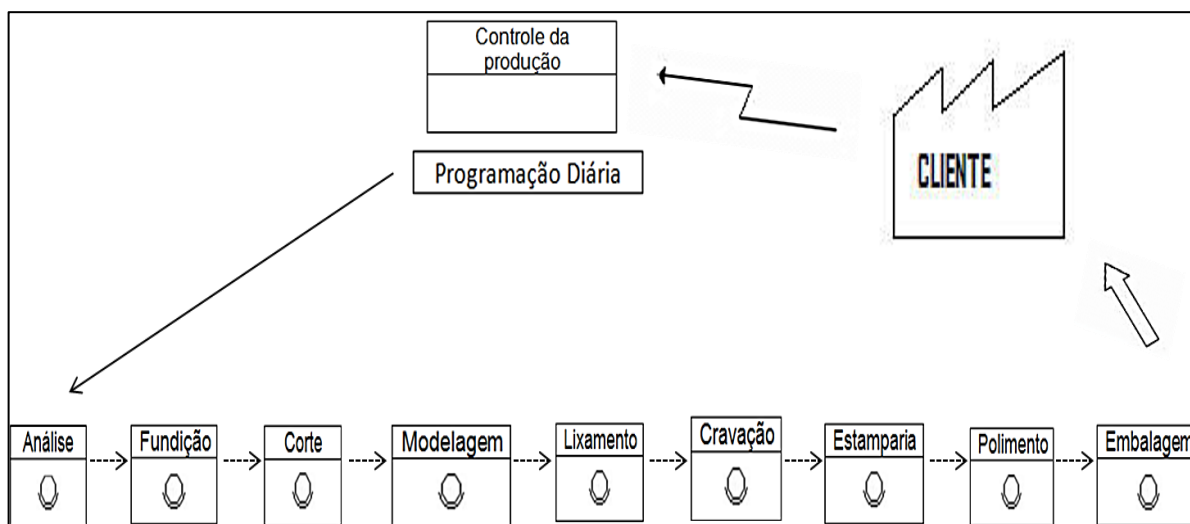 Controle da
produção
Programação Diária
CLIENTE
Análise
Fundição
Corte
Modelagem
Lixamento
Cravação
Estamparia
Polimento
Embalagem